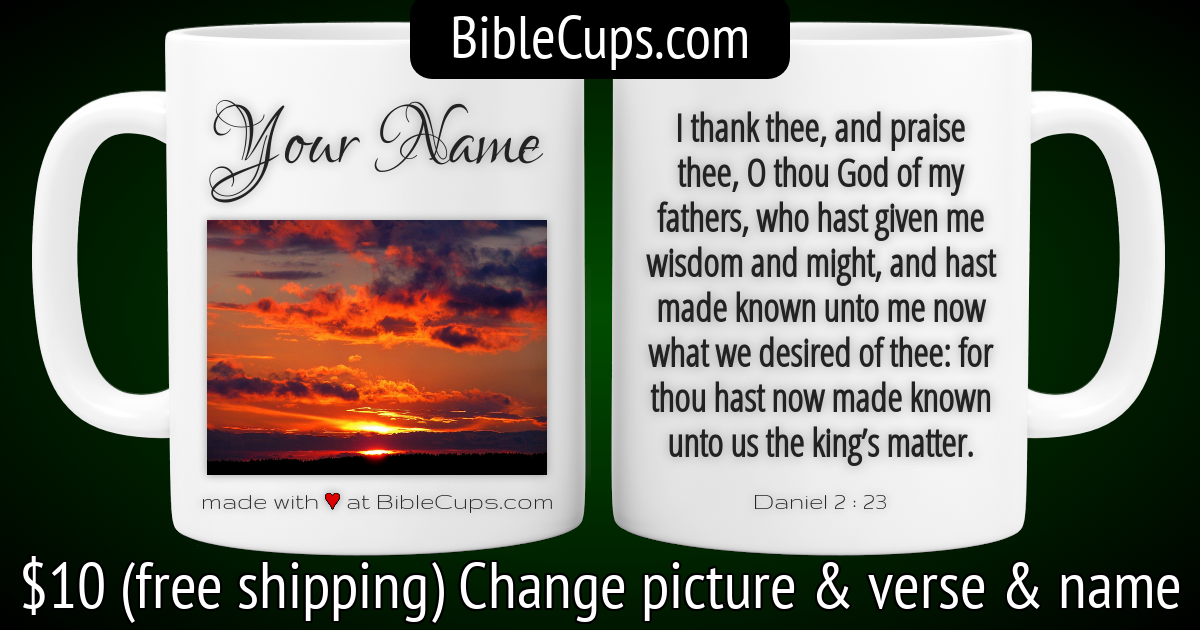 BibleCups.com
Your Name
made with ❤ at BibleCups.com
I thank thee, and praise
thee, O thou God of my
fathers, who hast given me
wisdom and might, and hast
made known unto me now
what we desired of thee: for
thou hast now made known
unto us the king’s matter.
Daniel 2 : 23
$10 (free shipping) Change picture & verse & name